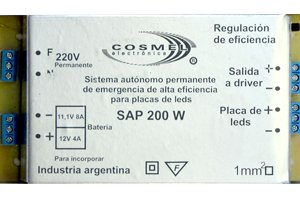 COSMEL
electrónica
®
Regulación
de eficiencia
F
220V
Permanente
N
Salida +
a driver -
Sistema autónomo permanente
de emergencia de alta eficiencia
para placas de leds
SAP 200 W
Placa de +
leds -
- 11,1V 8A
+ 12V 4A
Bateria
Para incorporar
Industria argentina
F
1mm²